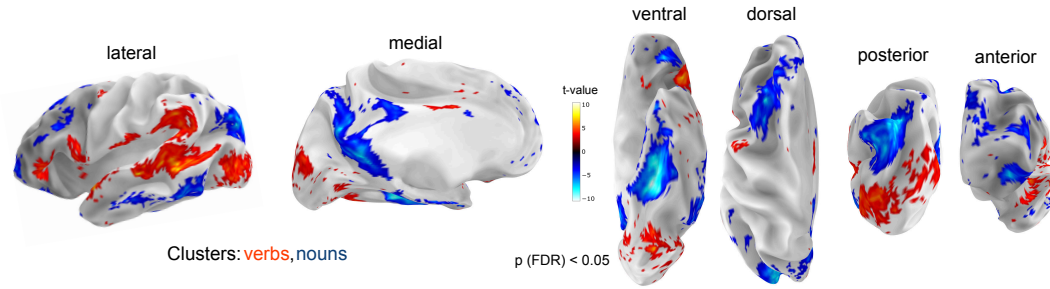 lateral
medial
ventral
dorsal
posterior
anterior
t-value
10
5
0
−5
−10
Clusters: verbs, nouns
p (FDR) < 0.05